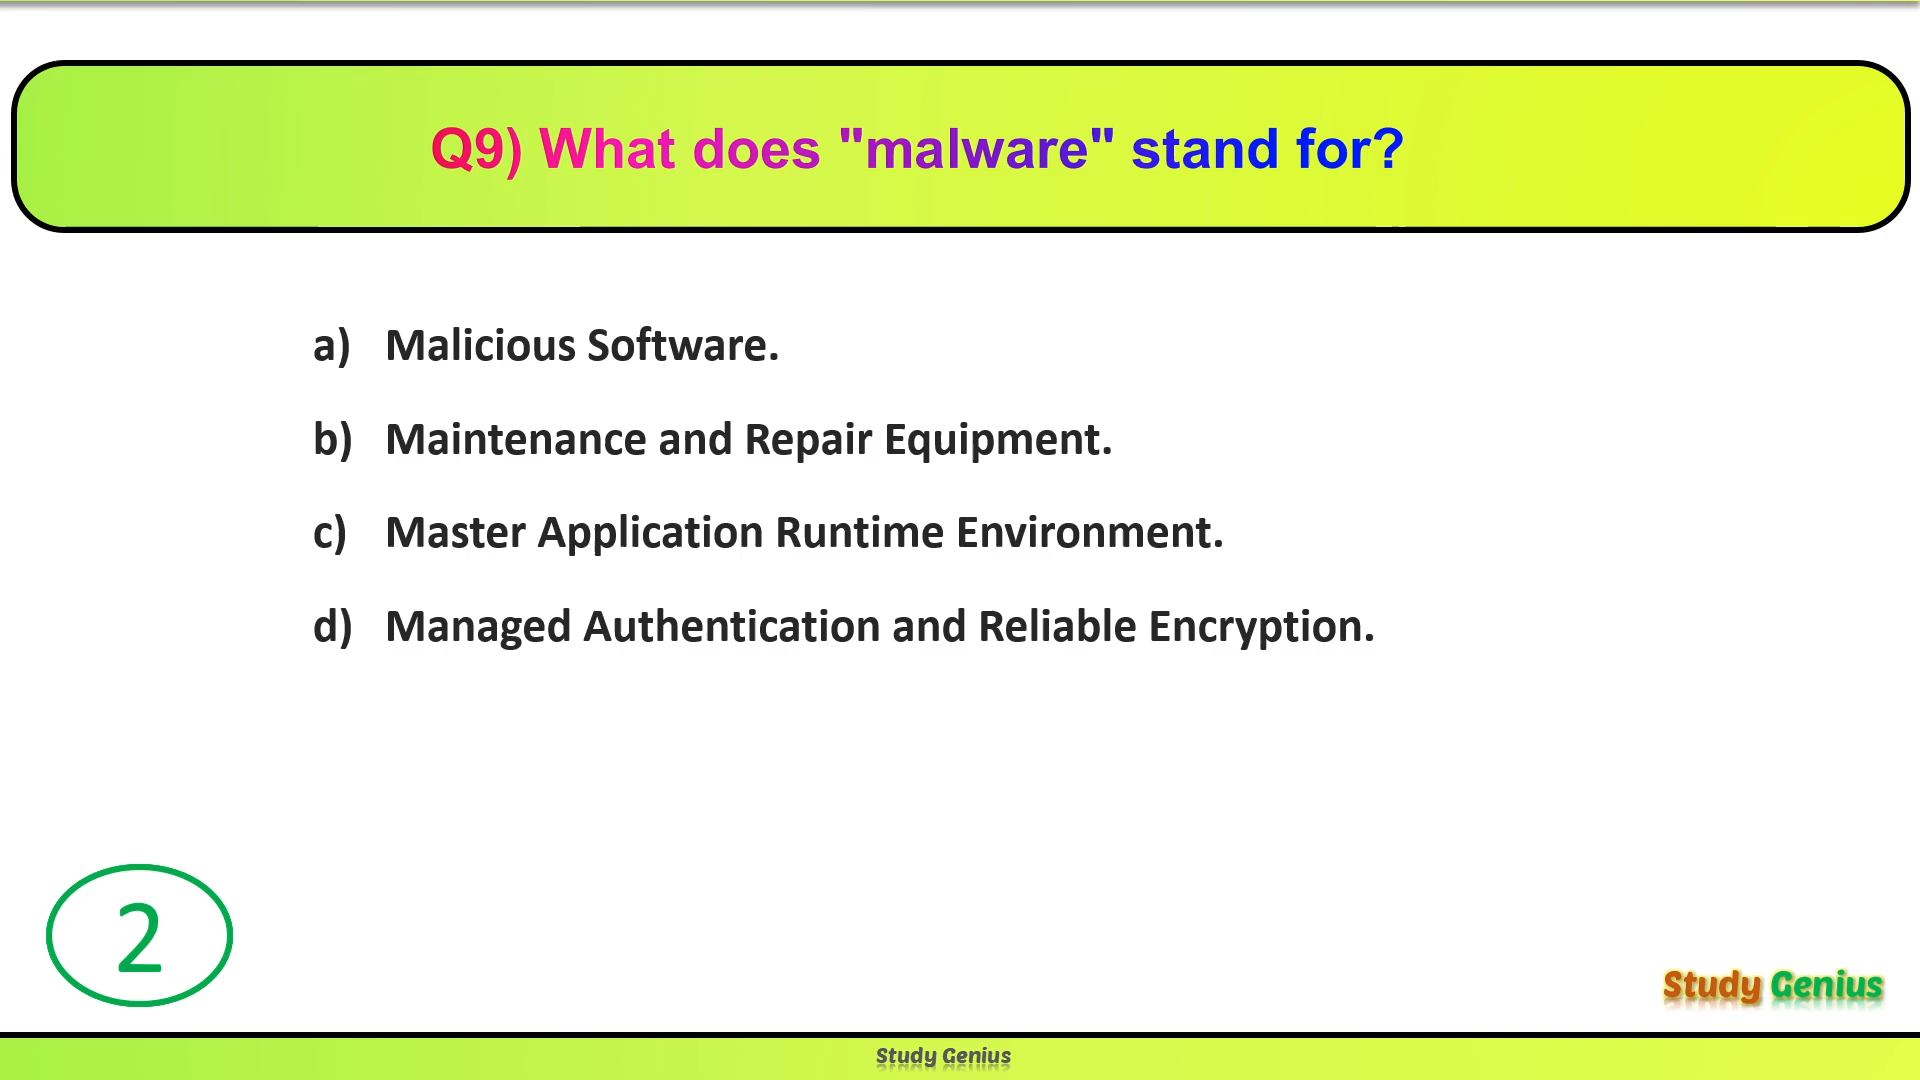 Q9) What does "malware" stand for?
a) Malicious Software.
b) Maintenance and Repair Equipment.
c) Master Application Runtime Environment.
d) Managed Authentication and Reliable Encryption.
2
Study Genius
Study Genius